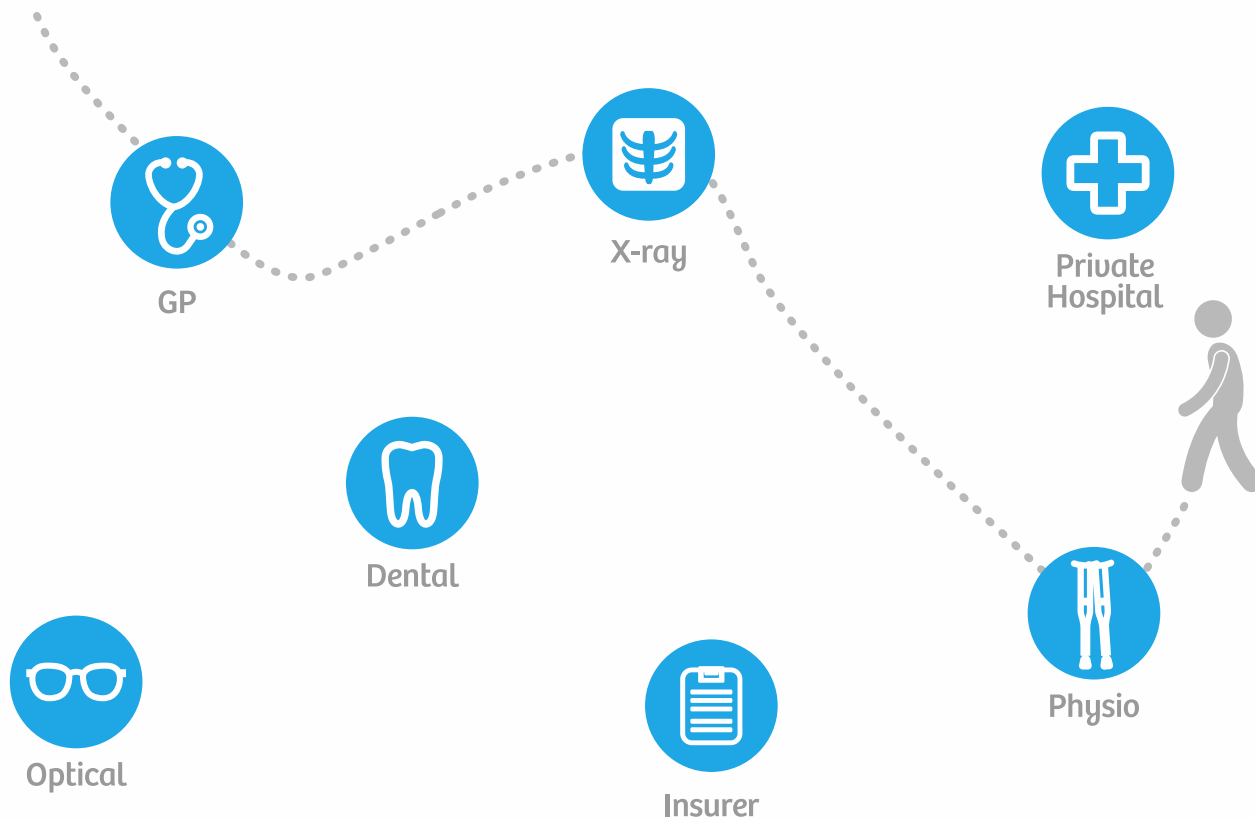 X-ray
Private
Hospital
GP
Dental
Physio
Optical
Insurer